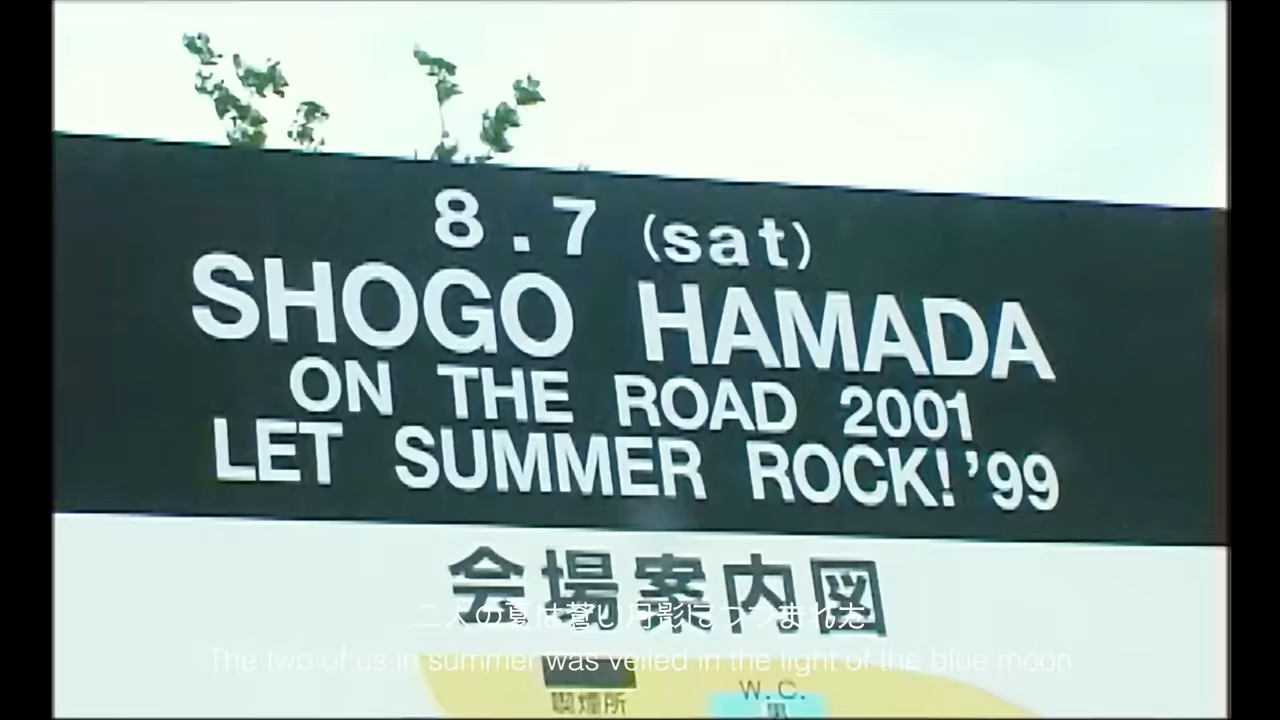 8.7 (sat)
SHOGO HAMADA
ON THE ROAD 2001
LET SUMMER ROCK!'99
会場案内図
二人の夏は蒼い月影につつまれた
The two of us in summer was veiled in the light of the blue moon
喫煙所
W.C.
男